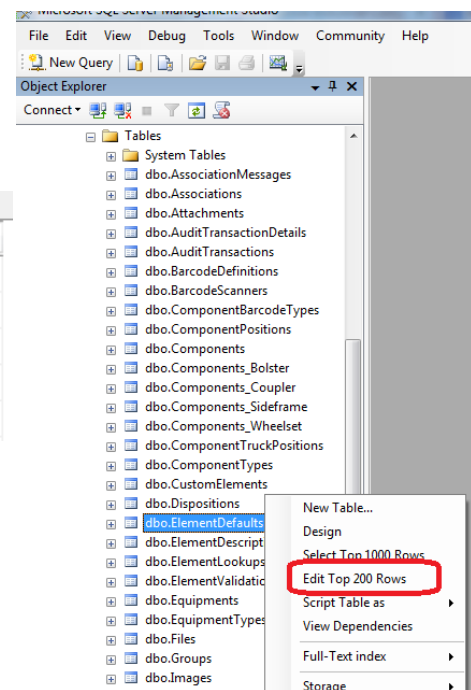 Microsoft SQL Server Management Studio
File Edit View Debug Tools Window Community Help
New Query
Object Explorer
Connect
Tables
System Tables
dbo.AssociationMessages
dbo.Associations
dbo.Attachments
dbo.AuditTransactionDetails
dbo.AuditTransactions
dbo.BarcodeDefinitions
dbo.BarcodeScanners
dbo.ComponentBarcodeTypes
dbo.ComponentPositions
dbo.Components
dbo.Components_Bolster
dbo.Components_Coupler
dbo.Components_Sideframe
dbo.Components_Wheelset
dbo.ComponentTruckPositions
dbo.ComponentTypes
dbo.CustomElements
dbo.Dispositions
dbo.ElementDefaults
dbo.ElementDescript
dbo.ElementLookups
dbo.ElementValidatic
dbo.Equipments
dbo.EquipmentTypes
dbo.Files
dbo.Groups
dbo.Images
New Table...
Design
Select Top 1000 Rows
Edit Top 200 Rows
Script Table as
View Dependencies
Full-Text index
Storage